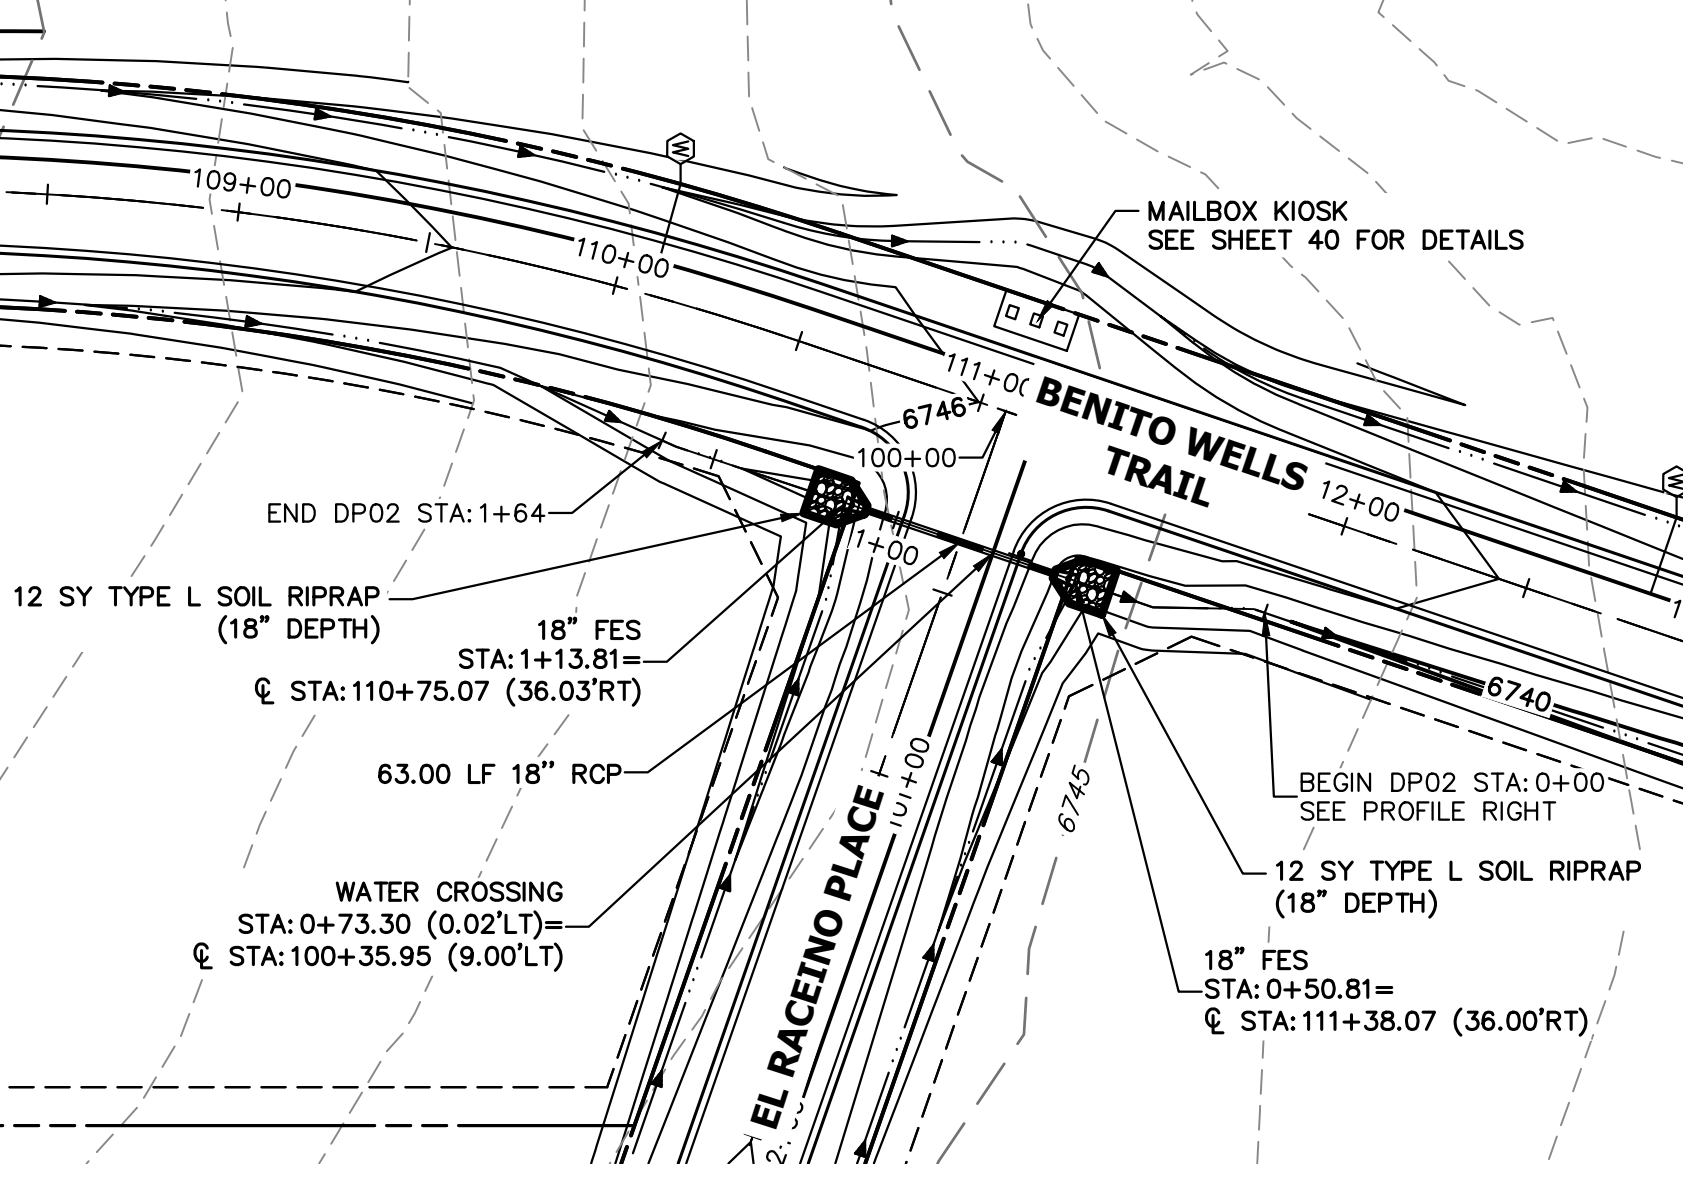 109+00
W
110+00
MAILBOX KIOSK
SEE SHEET 40 FOR DETAILS
111+00
6746
BENITO WELLS
TRAIL
100+00
12+00
W
END DP02 STA: 1+64
1+00
12 SY TYPE L SOIL RIPRAP
(18” DEPTH)
18” FES
STA: 1+13.81=
℄ STA: 110+75.07 (36.03'RT)
63.00 LF 18” RCP
101+00
6745
6740
BEGIN DP02 STA: 0+00
SEE PROFILE RIGHT
12 SY TYPE L SOIL RIPRAP
(18” DEPTH)
WATER CROSSING
STA: 0+73.30 (0.02'LT)=
℄ STA: 100+35.95 (9.00'LT)
EL RACEINO PLACE
18” FES
STA: 0+50.81=
℄ STA: 111+38.07 (36.00'RT)